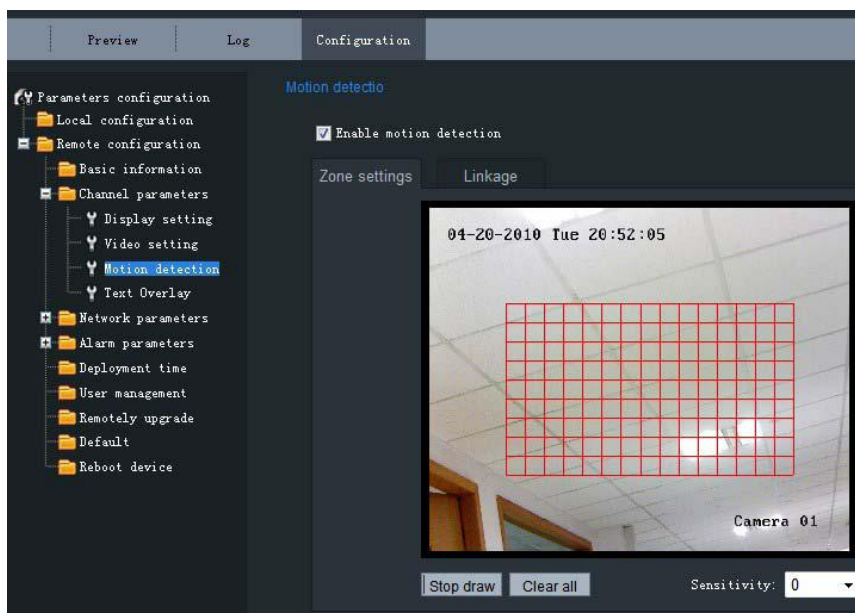 Preview Log Configuration
Parameters configuration
Local configuration
Remote configuration
Basic information
Channel parameters
Display setting
Video setting
Motion detection
Text Overlay
Network parameters
Alarm parameters
Deployment time
User management
Remotely upgrade
Default
Reboot device
Motion detectio
Enable motion detection
Zone settings Linkage
04-20-2010 Tue 20:52:05
Camera 01
Stop draw Clear all Sensitivity: 0